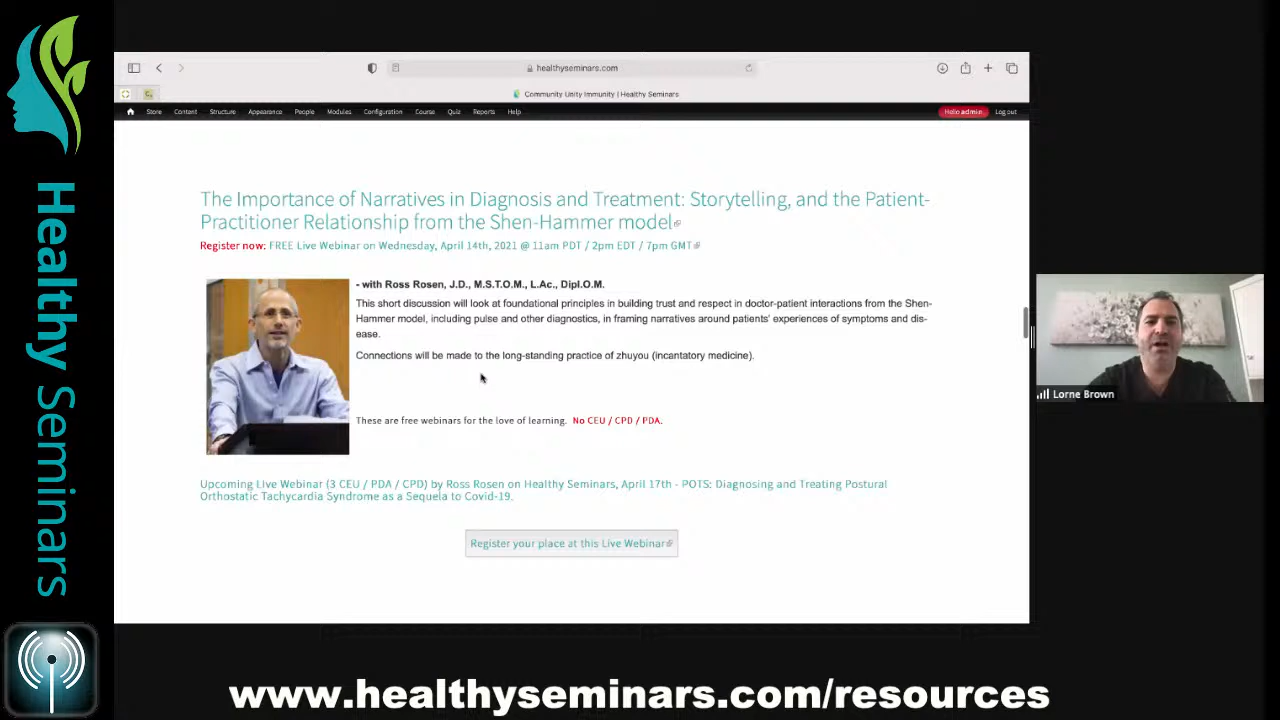 Healthy Seminars
healthyseminars.com
Community Unity Immunity | Healthy Seminars
Store Content Structure Appearance People Modules Configuration Course Quiz Reports Help Hello admin Log out
The Importance of Narratives in Diagnosis and Treatment: Storytelling, and the Patient-
Practitioner Relationship from the Shen-Hammer model
Register now: FREE Live Webinar on Wednesday, April 14th, 2021 @ 11am PDT / 2pm EDT / 7pm GMT
- with Ross Rosen, J.D., M.S.T.O.M., L.Ac., Dipl.O.M.
This short discussion will look at foundational principles in building trust and respect in doctor-patient interactions from the Shen-
Hammer model, including pulse and other diagnostics, in framing narratives around patients' experiences of symptoms and dis-
ease.
Connections will be made to the long-standing practice of zhuyou (incantatory medicine).
These are free webinars for the love of learning. No CEU / CPD / PDA.
Upcoming Live Webinar (3 CEU / PDA / CPD) by Ross Rosen on Healthy Seminars, April 17th - POTS: Diagnosing and Treating Postural
Orthostatic Tachycardia Syndrome as a Sequela to Covid-19.
Register your place at this Live Webinar
Lorne Brown
www.healthyseminars.com/resources